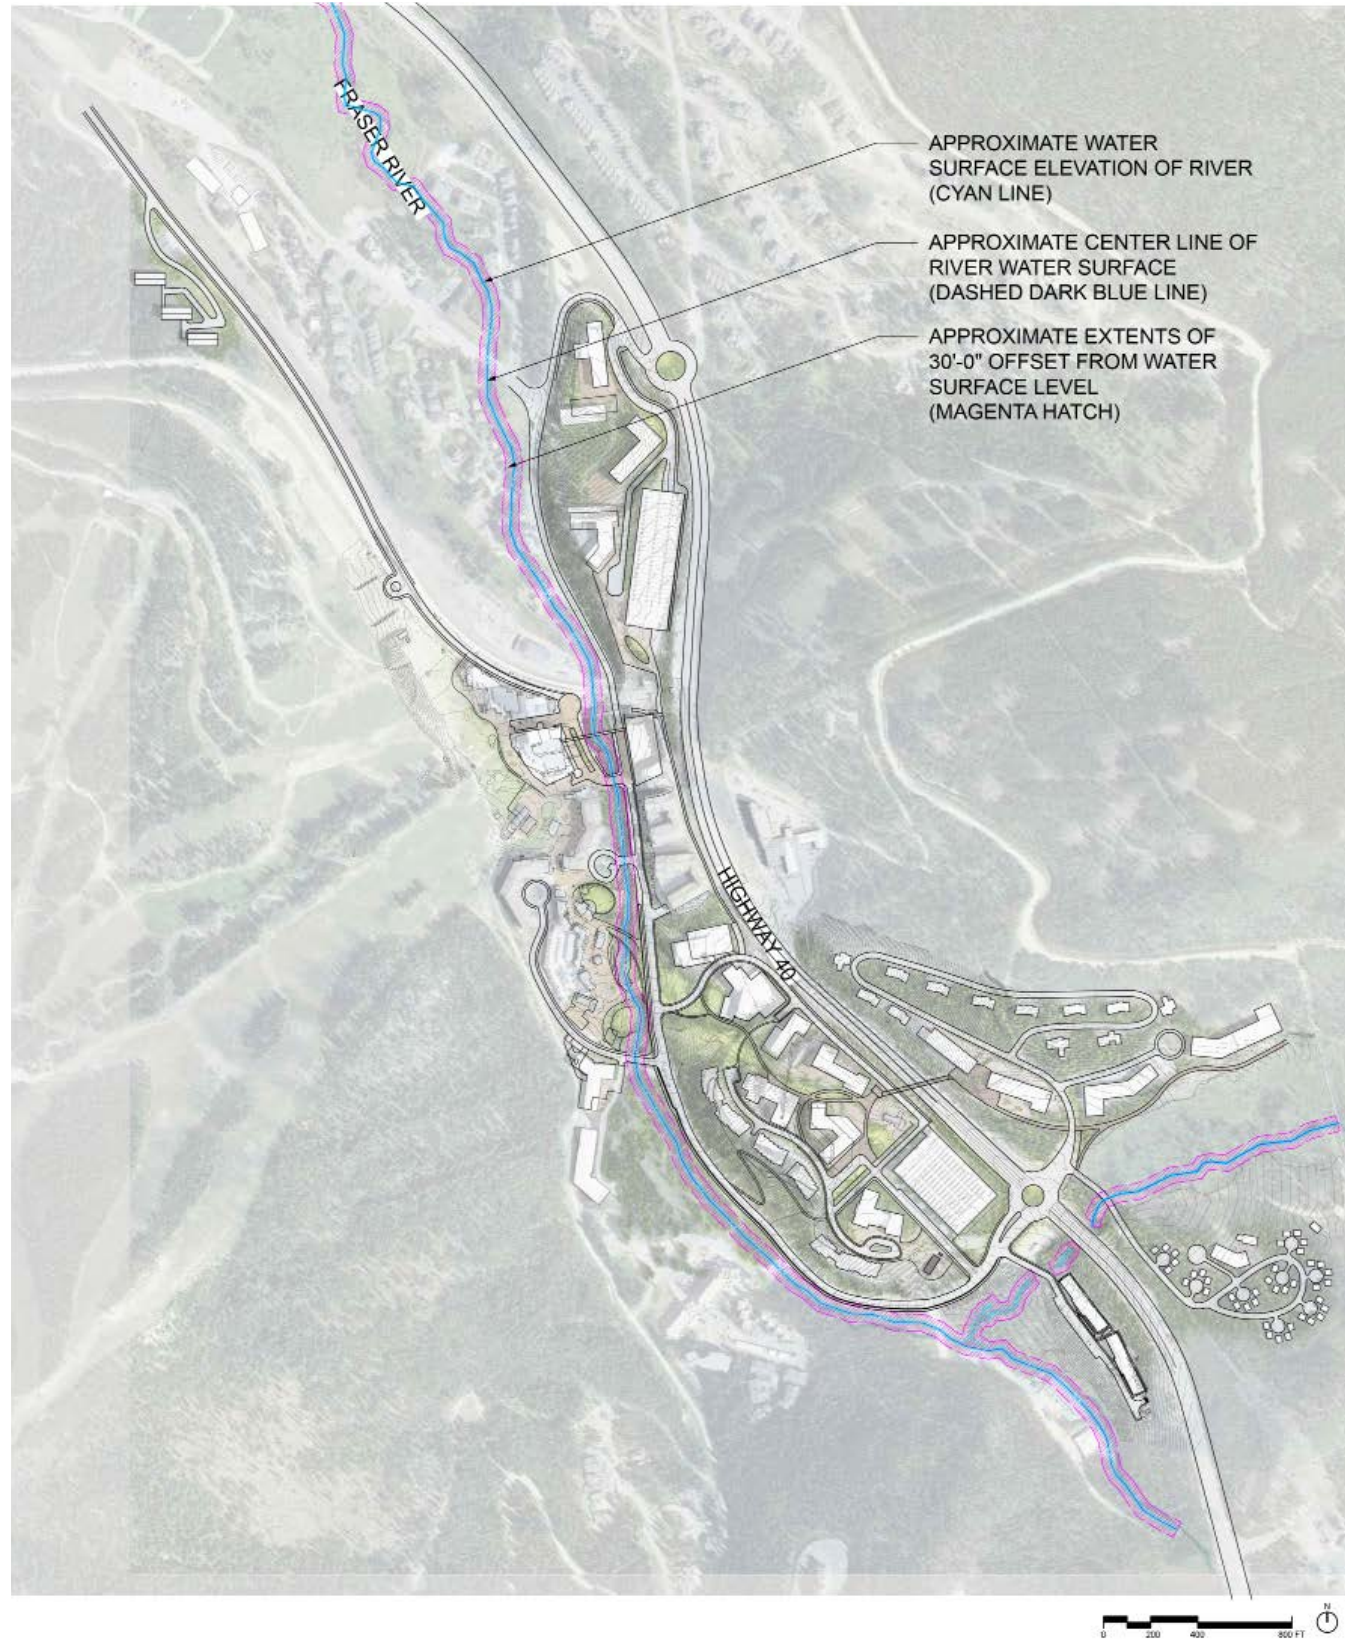 FRASER RIVER
APPROXIMATE WATER
SURFACE ELEVATION OF RIVER
(CYAN LINE)
APPROXIMATE CENTER LINE OF
RIVER WATER SURFACE
(DASHED DARK BLUE LINE)
APPROXIMATE EXTENTS OF
30'-0" OFFSET FROM WATER
SURFACE LEVEL
(MAGENTA HATCH)
HIGHWAY 40
N
0 200 400 800 FT